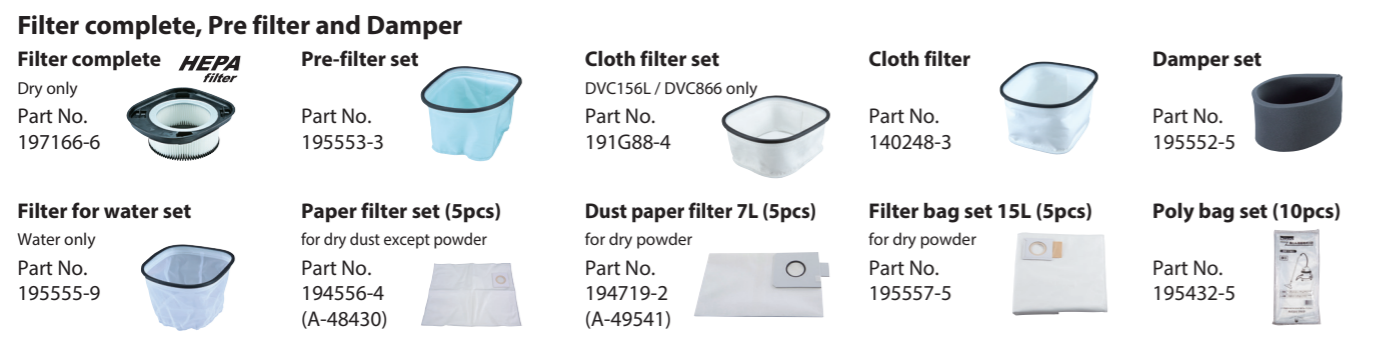 Filter complete, Pre filter and Damper
Filter complete
HEPA
filter
Dry only
Part No.
197166-6
Pre-filter set
Part No.
195553-3
Cloth filter set
DVC156L / DVC866 only
Part No.
191G88-4
Cloth filter
Part No.
140248-3
Damper set
Part No.
195552-5
Filter for water set
Water only
Part No.
195555-9
Paper filter set (5pcs)
for dry dust except powder
Part No.
194556-4
(A-48430)
Dust paper filter 7L (5pcs)
for dry powder
Part No.
194719-2
(A-49541)
Filter bag set 15L (5pcs)
for dry powder
Part No.
195557-5
Poly bag set (10pcs)
Part No.
195432-5